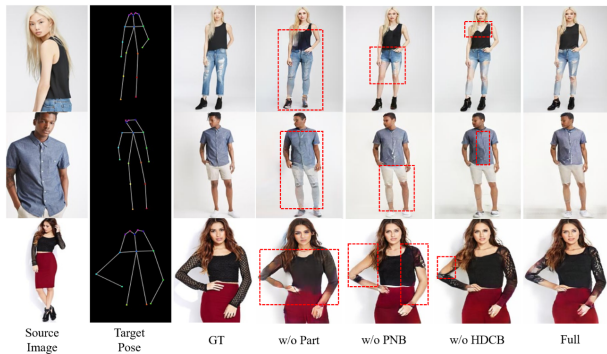 Source Image
Target Pose
GT
w/o Part
w/o PNB
w/o HDCB
Full